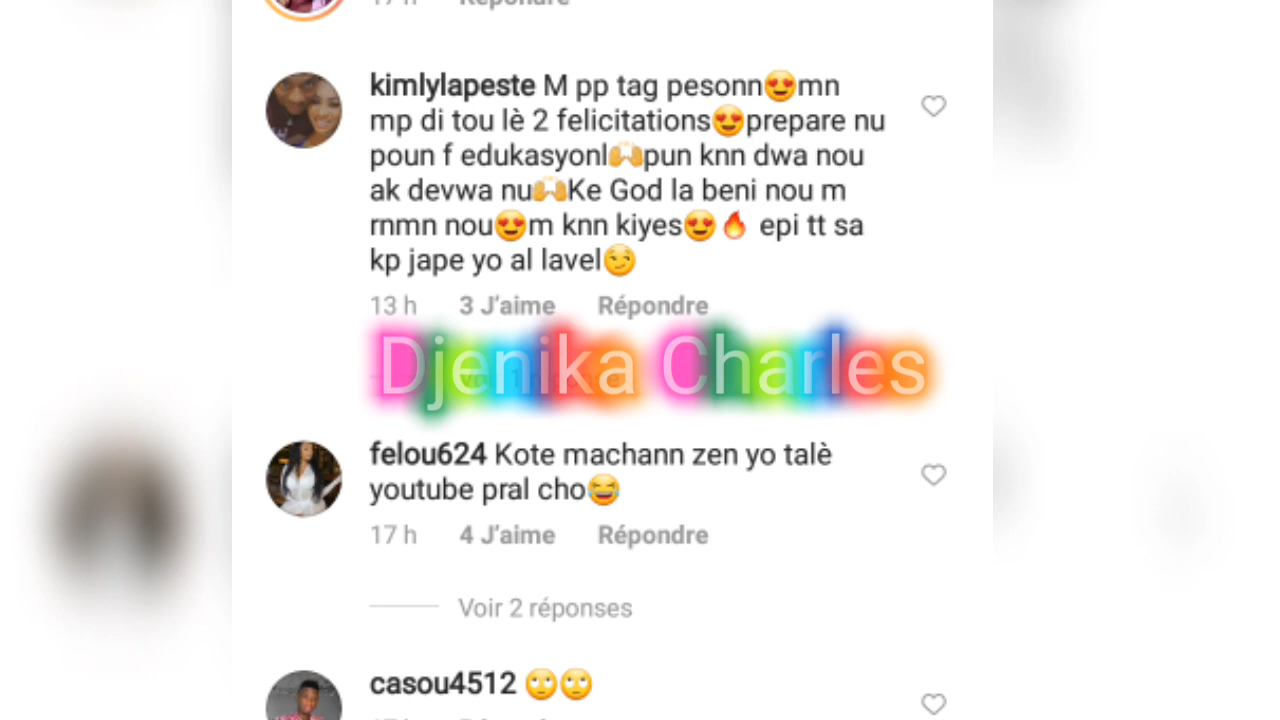 17 h Répondre
kimlylapeste M pp tag pesonn😍mn
mp di tou lè 2 felicitations😍prepare nu
poun f edukasyonl🙌pun knn dwa nou
ak devwa nu🙌Ke God la beni nou m
rnmn nou😍m knn kiyes😍🔥 epi tt sa
kp jape yo al lavel😏
13 h 3 J'aime Répondre
Djenika Charles
felou624 Kote machann zen yo talè
youtube pral cho😂
17 h 4 J'aime Répondre
Voir 2 réponses
casou4512 🙄🙄